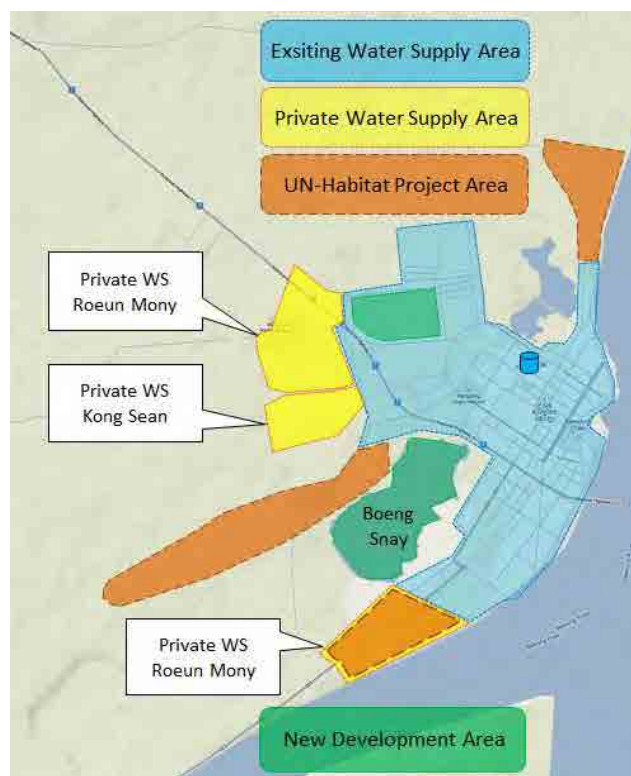 Exsiting Water Supply Area
Private Water Supply Area
UN-Habitat Project Area
Private WS
Roeun Mony
Private WS
Kong Sean
Boeng
Snay
Private WS
Roeun Mony
New Development Area